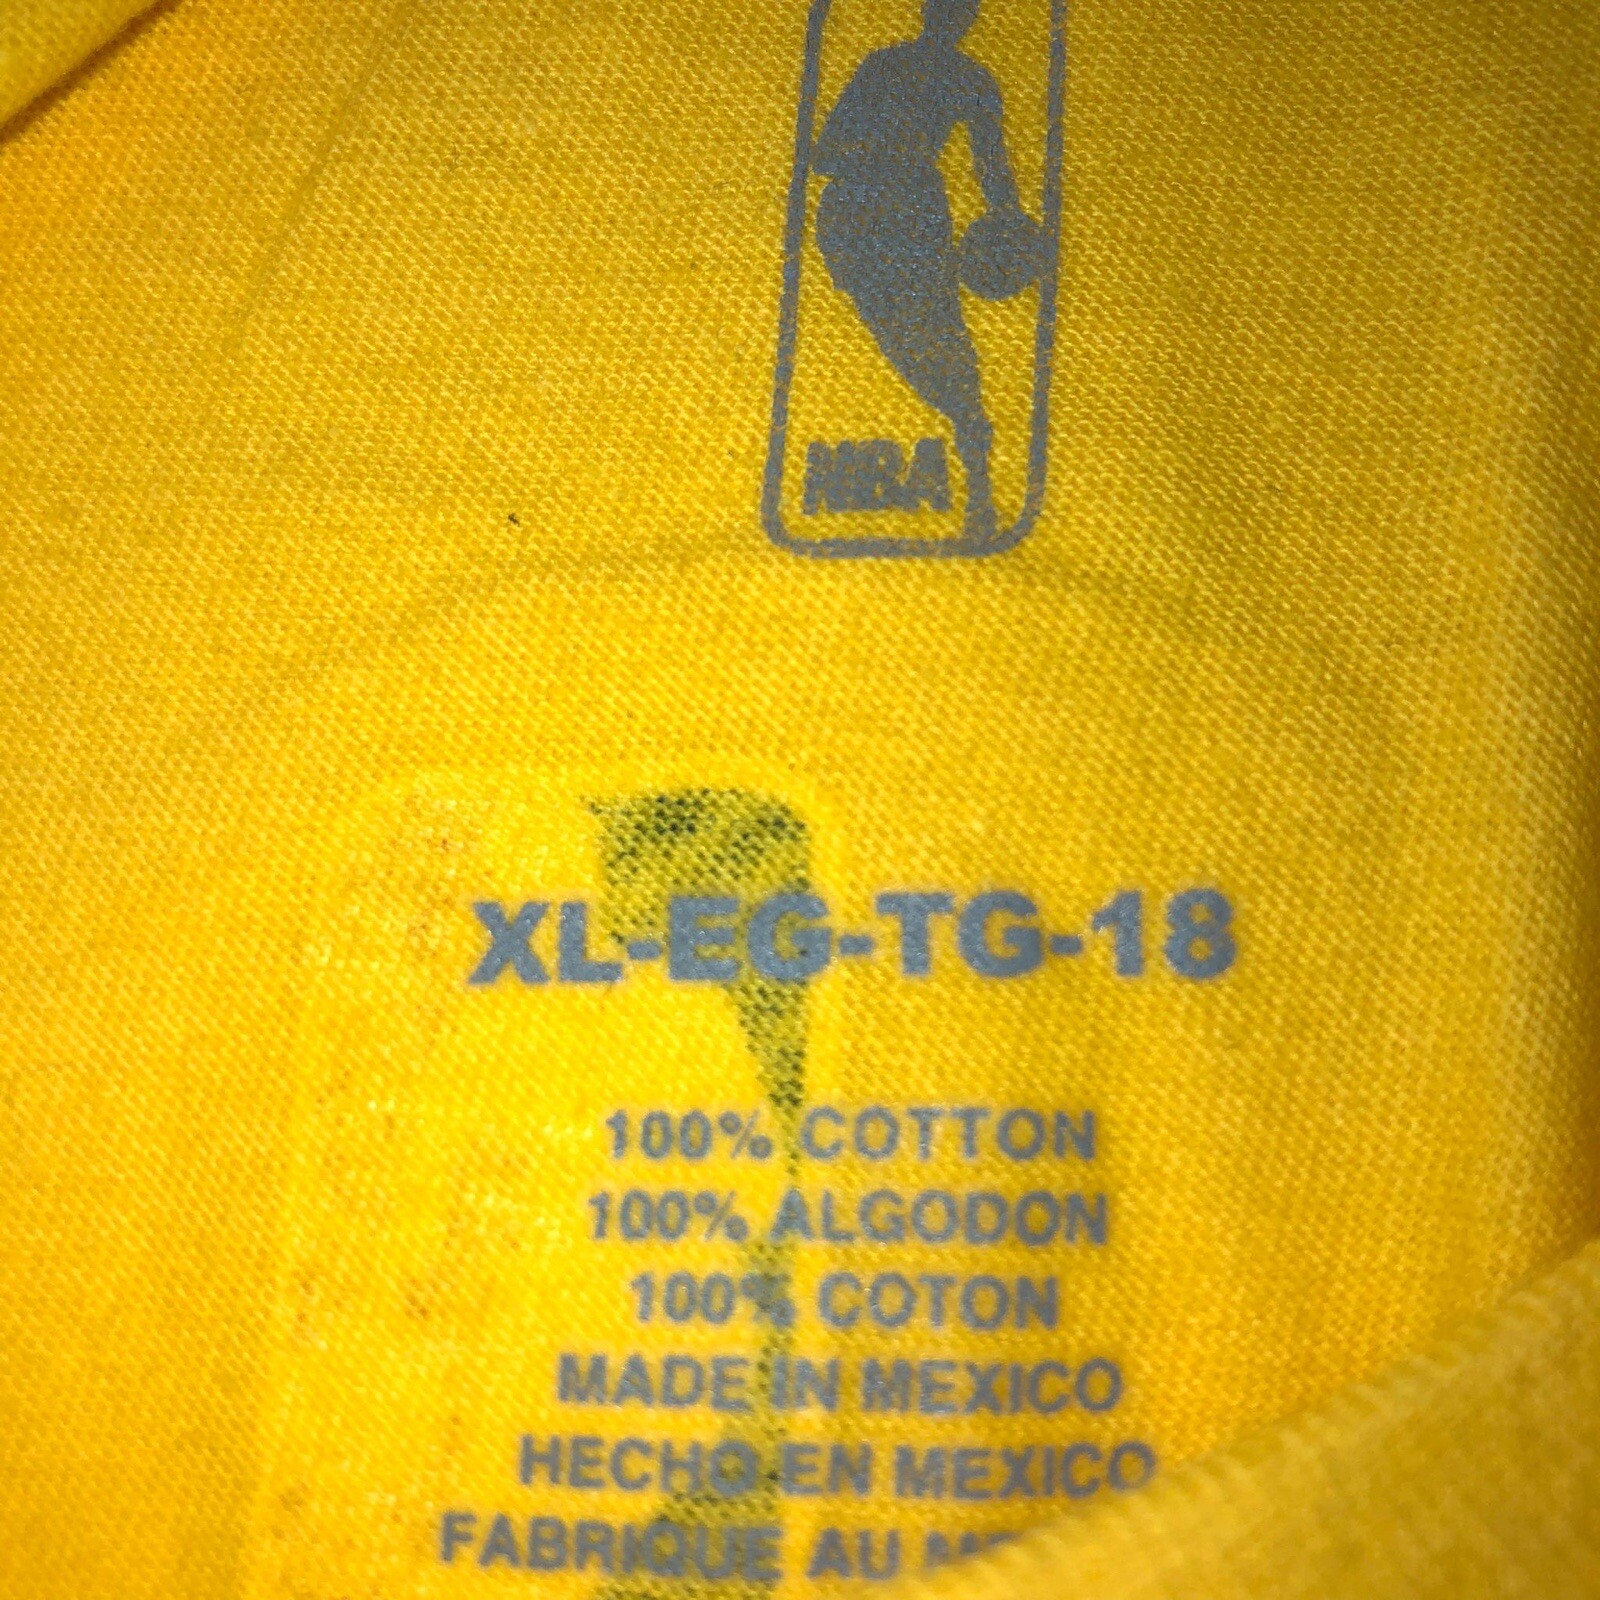 NBA
XL-EG-TG-18
100% COTTON
100% ALGODON
100% COTON
MADE IN MEXICO
HECHO EN MEXICO
FABRIQUE AU